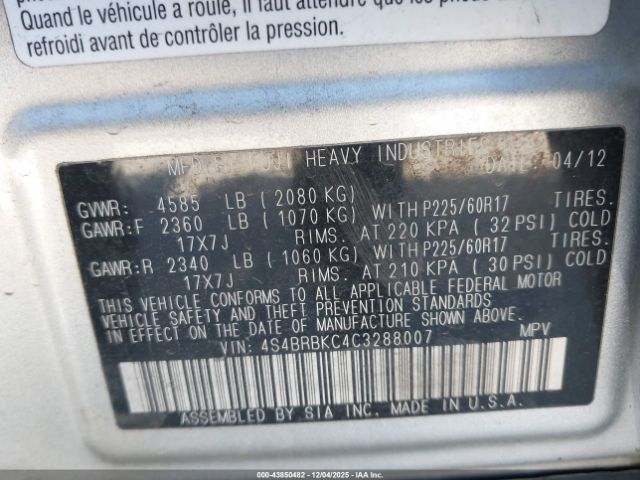 Quand le véhicule a roulé, il faut attendre que les pneus
refroidi avant de contrôler la pression.
MFD. BY FUJI HEAVY INDUSTRIES DATE 04/12
GVWR: 4585 LB ( 2080 KG)
GAWR:F 2360 LB ( 1070 KG) WITH P225/60R17 TIRES.
17X7J RIMS. AT 220 KPA ( 32 PSI) COLD
GAWR:R 2340 LB ( 1060 KG) WITH P225/60R17 TIRES.
17X7J RIMS. AT 210 KPA ( 30 PSI) COLD
THIS VEHICLE CONFORMS TO ALL APPLICABLE FEDERAL MOTOR
VEHICLE SAFETY AND THEFT PREVENTION STANDARDS
IN EFFECT ON THE DATE OF MANUFACTURE SHOWN ABOVE.
VIN: 4S4BRBKC4C3288007 MPV
ASSEMBLED BY SIA INC. MADE IN U.S.A.
000-43850482 - 12/04/2025 - IAA Inc.